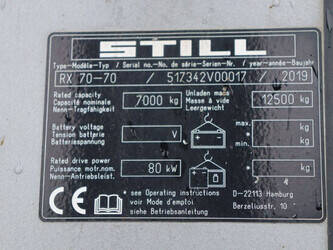 STILL
Type-Modèle-Typ / Serial no.-No. de série-Serien-Nr. / year-année-Baujahr
RX 70-70 / 517342V00017 / 2019
Rated capacity
Capacité nominale
Nenn-Tragfähigkeit
7000 kg
Unladen mass
Masse à vide
Leergewicht
12500 kg
Battery voltage
Tension batterie
Batteriespannung
V
max.
kg
min.
kg
Rated drive power
Puissance motr.nom.
Nenn-Antriebsleist.
80 kW
* kg
CE
* see Operating instructions
voir Mode d'emploi
siehe Betriebsanleitung
D-22113 Hamburg
Berzeliusstr. 10